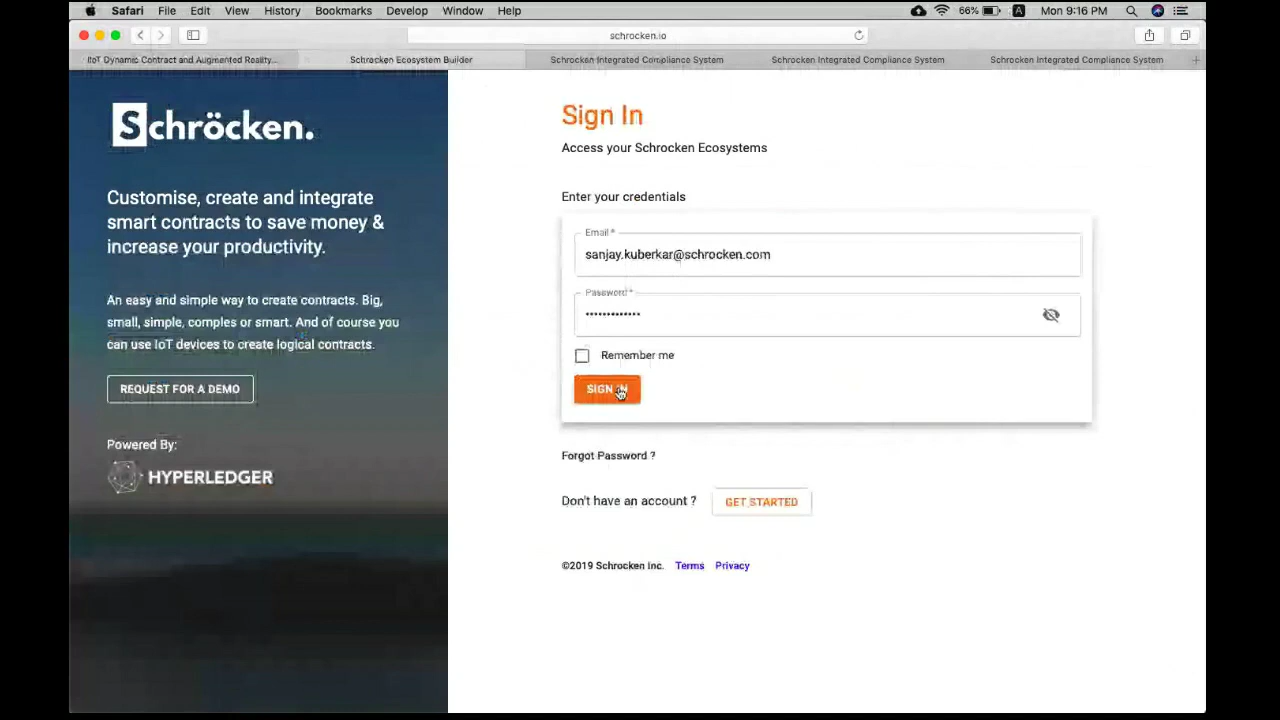 Safari File Edit View History Bookmarks Develop Window Help 66% A Mon 9:16 PM
schrocken.io
IIoT Dynamic Contract and Augmented Reality... Schrocken Ecosystem Builder Schrocken Integrated Compliance System Schrocken Integrated Compliance System Schrocken Integrated Compliance System
Schröcken.
Customise, create and integrate
smart contracts to save money &
increase your productivity.
An easy and simple way to create contracts. Big,
small, simple, comples or smart. And of course you
can use IoT devices to create logical contracts.
REQUEST FOR A DEMO
Powered By:
HYPERLEDGER
Sign In
Access your Schrocken Ecosystems
Enter your credentials
Email *
sanjay.kuberkar@schrocken.com
Password *
•••••••••••••
Remember me
SIGN IN
Forgot Password ?
Don't have an account ? GET STARTED
©2019 Schrocken inc. Terms Privacy